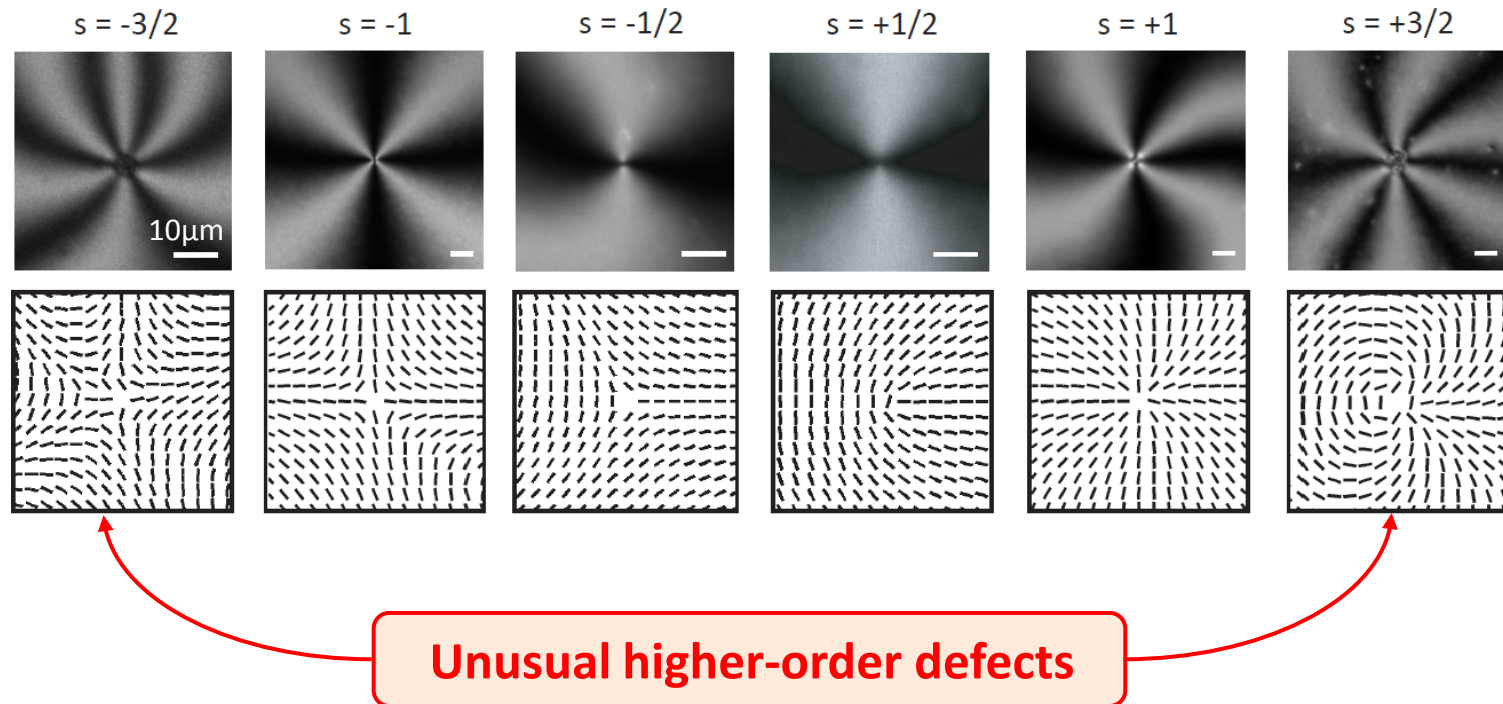 s = -3/2
s = -1
s = -1/2
s = +1/2
s = +1
s = +3/2
10μm
Unusual higher-order defects